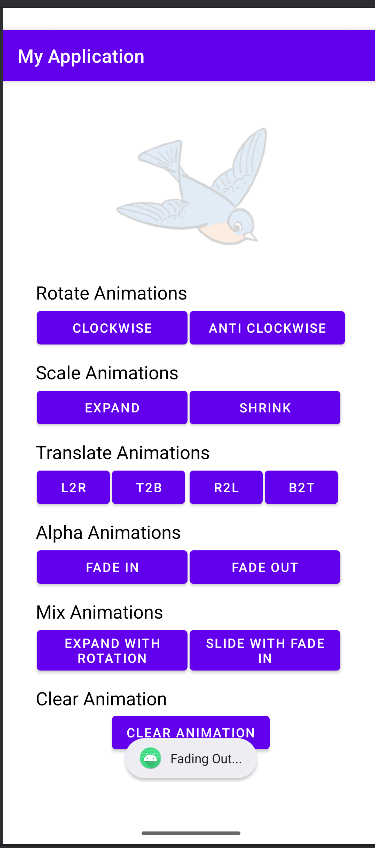 My Application
Rotate Animations
CLOCKWISE
ANTI CLOCKWISE
Scale Animations
EXPAND
SHRINK
Translate Animations
L2R
T2B
R2L
B2T
Alpha Animations
FADE IN
FADE OUT
Mix Animations
EXPAND WITH
ROTATION
SLIDE WITH FADE
IN
Clear Animation
CLEAR ANIMATION
Fading Out...